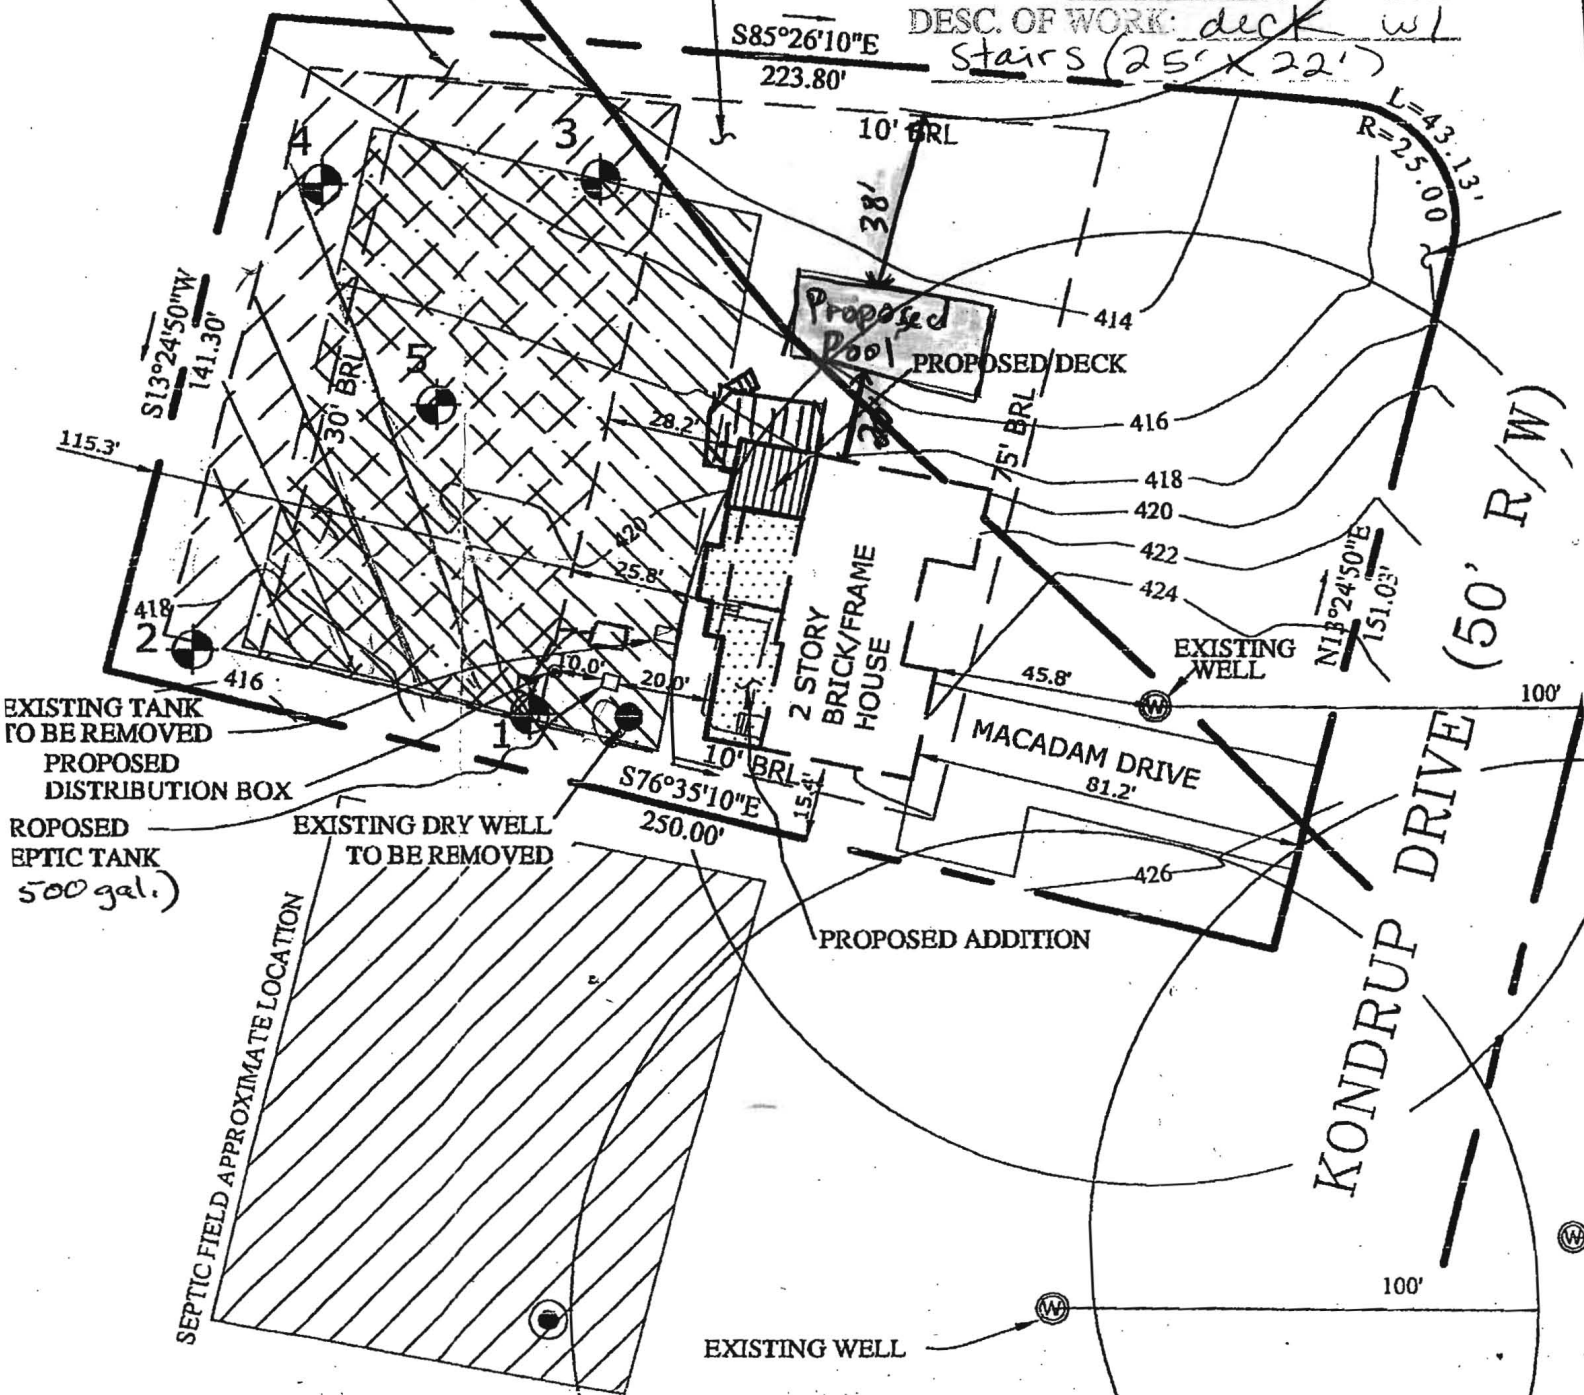 DESC. OF WORK: deck w/
stairs (25' x 22')
S85°26'10"E
223.80'
10' BRL
L=43.13'
R=25.00'
4
3
38'
Proposed
Pool
414
PROPOSED DECK
S13°24'50"W
141.30'
30' BRL
5
28.2'
416
75' BRL
115.3'
418
420
420
422
25.8'
424
N13°24'50"E
151.03'
(50' R/W)
418
2
416
10.0'
20.0'
2 STORY
BRICK/FRAME
HOUSE
45.8'
EXISTING
WELL
W
100'
EXISTING TANK
TO BE REMOVED
1
10' BRL
MACADAM DRIVE
81.2'
PROPOSED
DISTRIBUTION BOX
S76°35'10"E
250.00'
15.4'
ROPOSED
EPTIC TANK
500 gal.)
EXISTING DRY WELL
TO BE REMOVED
426
PROPOSED ADDITION
KONDRUP DRIVE
SEPTIC FIELD APPROXIMATE LOCATION
W
100'
W
EXISTING WELL